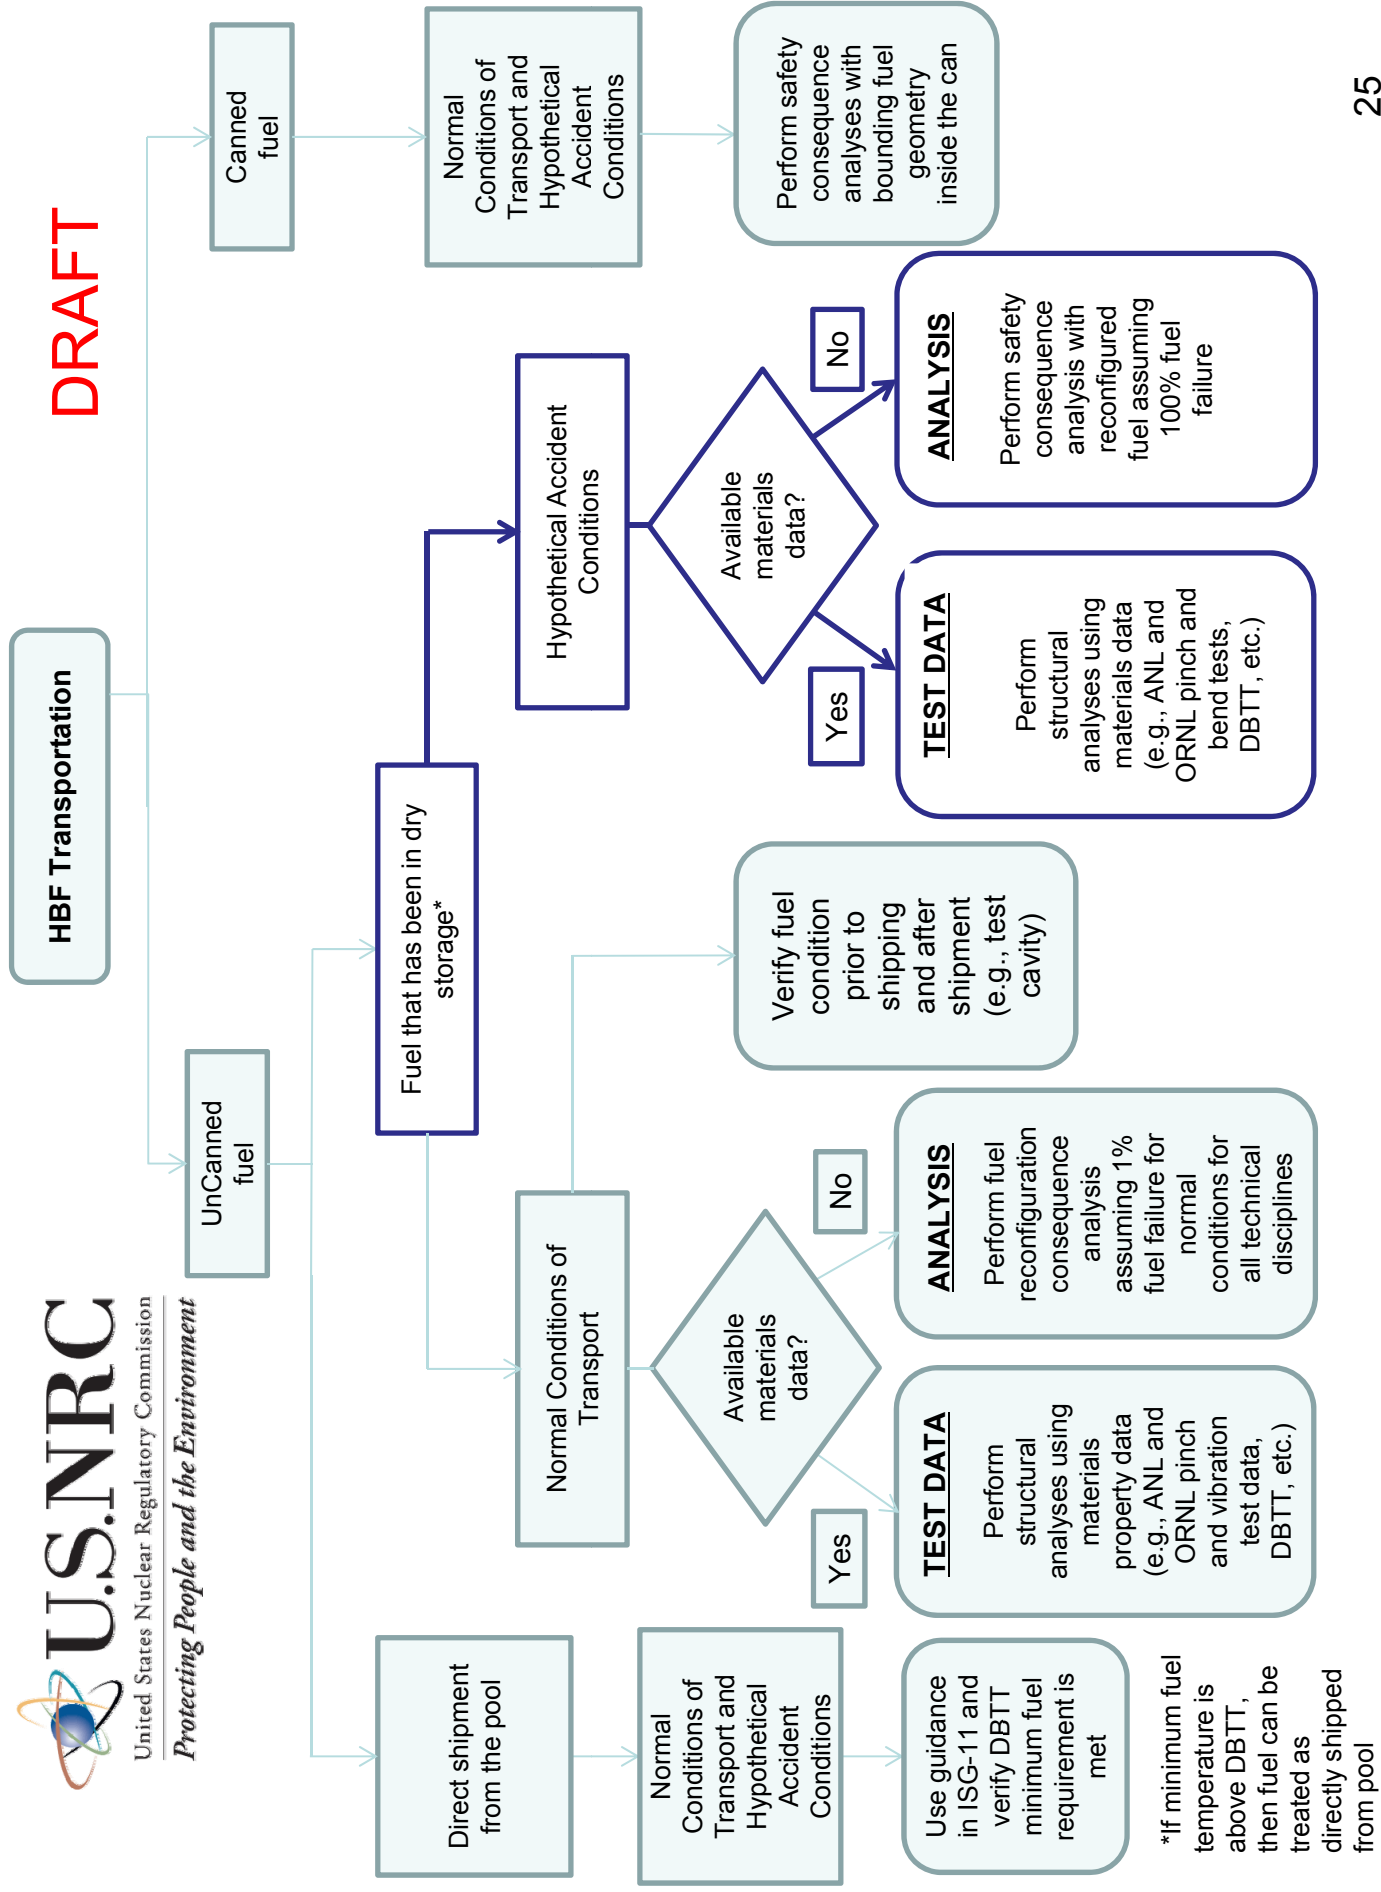 U.S.NRC
United States Nuclear Regulatory Commission
Protecting People and the Environment
DRAFT
HBF Transportation
UnCanned
fuel
Canned
fuel
Direct shipment
from the pool
Fuel that has been in dry
storage*
Normal
Conditions of
Transport and
Hypothetical
Accident
Conditions
Normal Conditions of
Transport
Hypothetical Accident
Conditions
Normal
Conditions of
Transport and
Hypothetical
Accident
Conditions
Available
materials
data?
Available
materials
data?
Verify fuel
condition
prior to
shipping
and after
shipment
(e.g., test
cavity)
Perform safety
consequence
analyses with
bounding fuel
geometry
inside the can
Yes
No
Yes
No
Use guidance
in ISG-11 and
verify DBTT
minimum fuel
requirement is
met
TEST DATA
Perform
structural
analyses using
materials
property data
(e.g., ANL and
ORNL pinch
and vibration
test data,
DBTT, etc.)
ANALYSIS
Perform fuel
reconfiguration
consequence
analysis
assuming 1%
fuel failure for
normal
conditions for
all technical
disciplines
TEST DATA
Perform
structural
analyses using
materials data
(e.g., ANL and
ORNL pinch and
bend tests,
DBTT, etc.)
ANALYSIS
Perform safety
consequence
analysis with
reconfigured
fuel assuming
100% fuel
failure
*If minimum fuel
temperature is
above DBTT,
then fuel can be
treated as
directly shipped
from pool
25